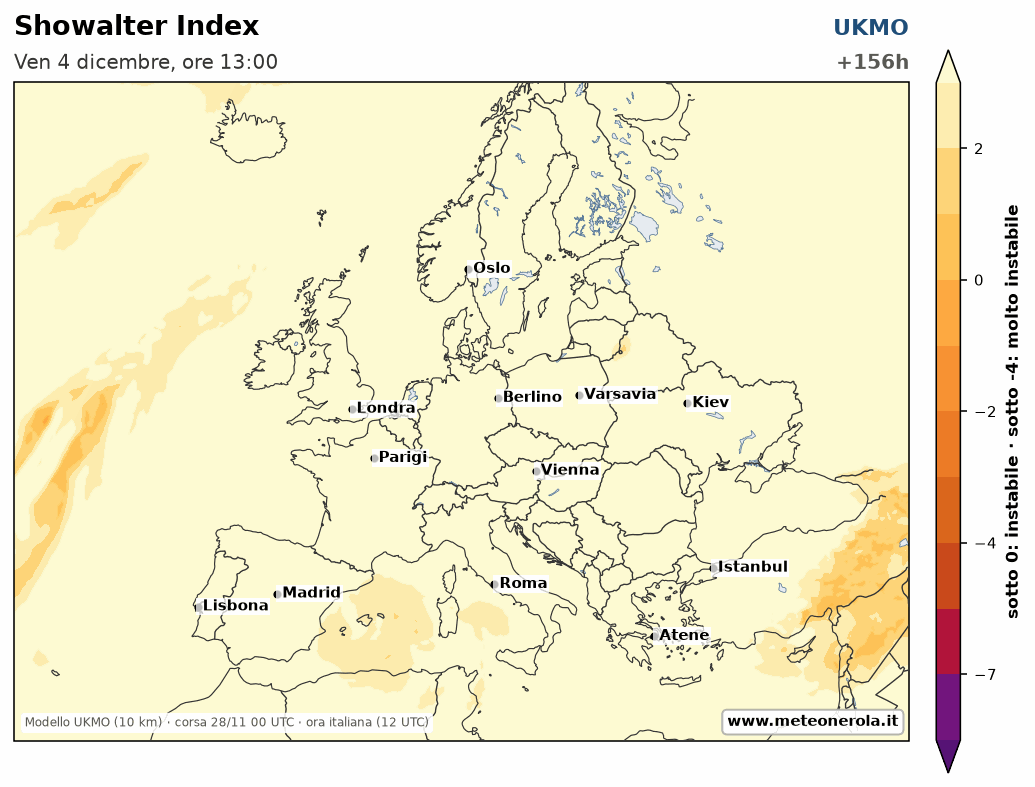 Showalter Index
UKMO
Ven 4 dicembre, ore 13:00
+156h
Oslo
Londra
Berlino
Varsavia
Kiev
Parigi
Vienna
Istanbul
Roma
Madrid
Lisbona
Atene
Modello UKMO (10 km) · corsa 28/11 00 UTC · ora italiana (12 UTC)
www.meteonerola.it
2
0
−2
−4
−7
sotto 0: instabile · sotto -4: molto instabile